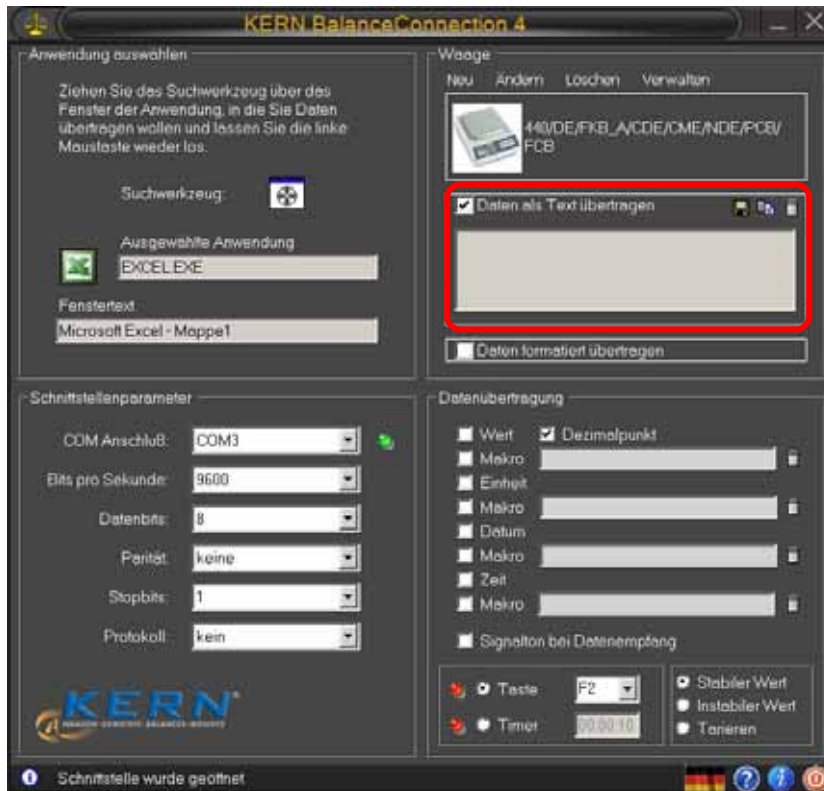 KERN BalanceConnection 4
Anwendung auswählen
Ziehen Sie das Suchwerkzeug über das
Fenster der Anwendung, in die Sie Daten
übertragen wollen und lassen Sie die linke
Maustaste wieder los.
Suchwerkzeug:
Ausgewählte Anwendung
EXCEL.EXE
Fenstertext
Microsoft Excel - Mappe1
Waage
Neu Ändern Löschen Verwalten
440/DE/FKB_A/CDE/CME/NDE/PCB/
FCB
Daten als Text übertragen
Daten formatiert übertragen
Schnittstellenparameter
COM Anschluß: COM3
Bits pro Sekunde: 9600
Datenbits: 8
Parität: keine
Stopbits: 1
Protokoll: kein
KERN
Datenübertragung
Wert Dezimalpunkt
Makro
Einheit
Makro
Datum
Makro
Zeit
Makro
Signalton bei Datenempfang
Taste F2
Timer 00:00:10
Stabiler Wert
Instabiler Wert
Tarieren
Schnittstelle wurde geöffnet